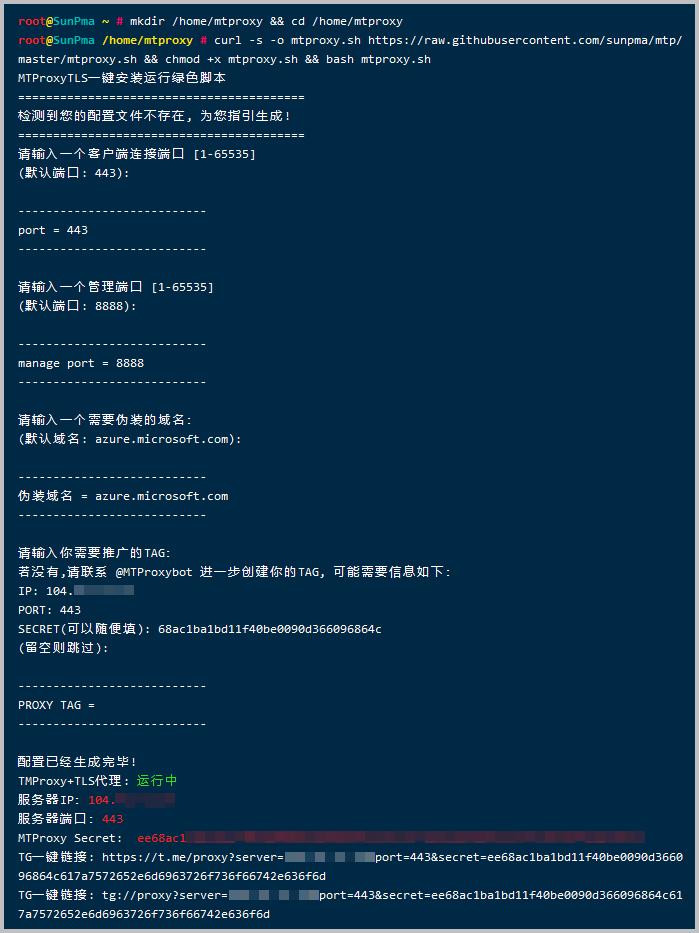 root@SunPma ~ # mkdir /home/mtproxy && cd /home/mtproxy
root@SunPma /home/mtproxy # curl -s -o mtproxy.sh https://raw.githubusercontent.com/sunpma/mtp/
master/mtproxy.sh && chmod +x mtproxy.sh && bash mtproxy.sh
MTProxyTLS一键安装运行绿色脚本
=========================================
检测到您的配置文件不存在, 为您指引生成!
=========================================
请输入一个客户端连接端口 [1-65535]
(默认端口: 443):
---------------------------
port = 443
---------------------------
请输入一个管理端口 [1-65535]
(默认端口: 8888):
---------------------------
manage port = 8888
---------------------------
请输入一个需要伪装的域名:
(默认域名: azure.microsoft.com):
---------------------------
伪装域名 = azure.microsoft.com
---------------------------
请输入你需要推广的TAG:
若没有,请联系 @MTProxybot 进一步创建你的TAG, 可能需要信息如下:
IP: 104.
PORT: 443
SECRET(可以随便填): 68ac1ba1bd11f40be0090d366096864c
(留空则跳过):
---------------------------
PROXY TAG =
---------------------------
配置已经生成完毕!
TMProxy+TLS代理: 运行中
服务器IP: 104.
服务器端口: 443
MTProxy Secret:  ee68ac1
TG一键链接: https://t.me/proxy?server=port=443&secret=ee68ac1ba1bd11f40be0090d3660
96864c617a7572652e6d6963726f736f66742e636f6d
TG一键链接: tg://proxy?server=port=443&secret=ee68ac1ba1bd11f40be0090d366096864c61
7a7572652e6d6963726f736f66742e636f6d